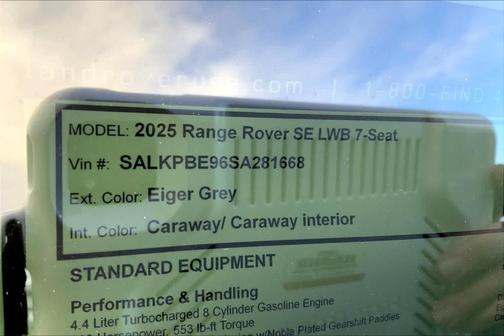 landroverusa.com | 1-800-FIND
MODEL: 2025 Range Rover SE LWB 7-Seat
Vin #: SALKPBE96SA281668
Ext. Color: Eiger Grey
Int. Color: Caraway/ Caraway interior
STANDARD EQUIPMENT
Performance & Handling
4.4 Liter Turbocharged 8 Cylinder Gasoline Engine
Horsepower, 553 lb-ft Torque
w/Noble Plated Gearshift Paddles